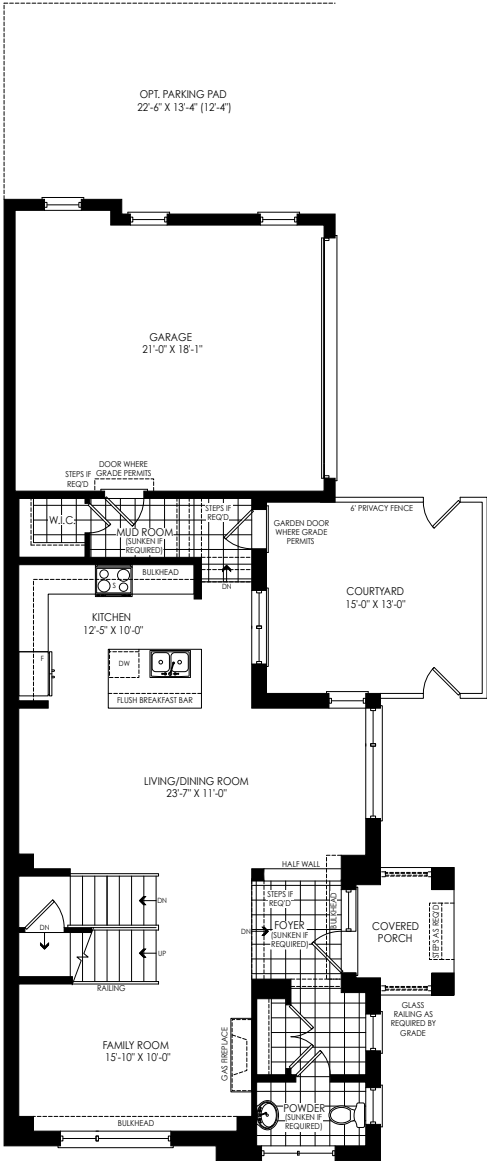 OPT. PARKING PAD
22'-6" X 13'-4" (12'-4")
GARAGE
21'-0" X 18'-1"
DOOR WHERE
GRADE PERMITS
STEPS IF
REQ'D
W.I.C.
MUD ROOM
(SUNKEN IF
REQUIRED)
STEPS IF
REQ'D
DN
GARDEN DOOR
WHERE GRADE
PERMITS
6' PRIVACY FENCE
COURTYARD
15'-0" X 13'-0"
BULKHEAD
S
KITCHEN
12'-5" X 10'-0"
F
DW
FLUSH BREAKFAST BAR
LIVING/DINING ROOM
23'-7" X 11'-0"
HALF WALL
STEPS IF
REQ'D
BULKHEAD
DN
FOYER
(SUNKEN IF
REQUIRED)
COVERED
PORCH
STEPS AS REQ'D
DN
DN
UP
RAILING
GLASS
RAILING AS
REQUIRED BY
GRADE
FAMILY ROOM
15'-10" X 10'-0"
GAS FIREPLACE
BULKHEAD
POWDER
(SUNKEN IF
REQUIRED)